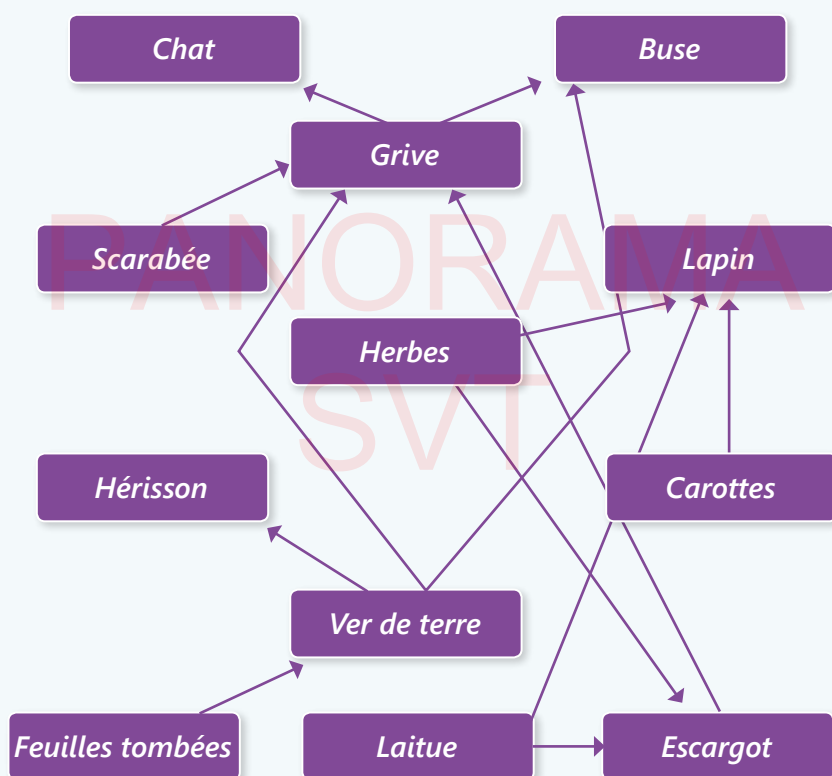 Chat
Buse
Grive
Scarabée
Lapin
Herbes
Hérisson
Carottes
Ver de terre
Feuilles tombées
Laitue
Escargot
PANORAMA
SVT